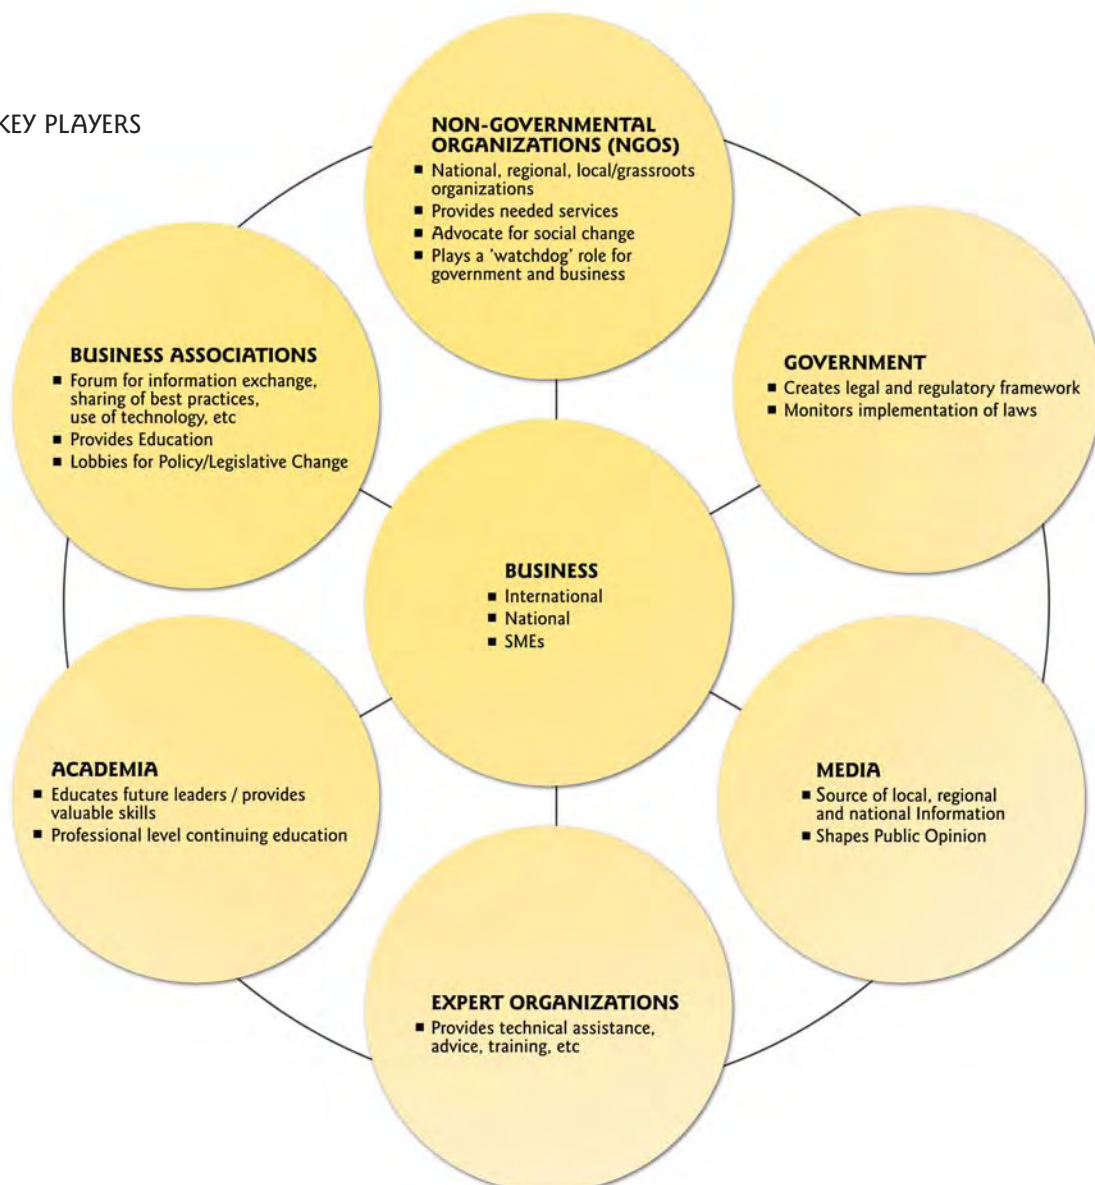 KEY PLAYERS
NON-GOVERNMENTAL
ORGANIZATIONS (NGOS)
■ National, regional, local/grassroots
organizations
■ Provides needed services
■ Advocate for social change
■ Plays a 'watchdog' role for
government and business
BUSINESS ASSOCIATIONS
■ Forum for information exchange,
sharing of best practices,
use of technology, etc
■ Provides Education
■ Lobbies for Policy/Legislative Change
GOVERNMENT
■ Creates legal and regulatory framework
■ Monitors implementation of laws
BUSINESS
■ International
■ National
■ SMEs
ACADEMIA
■ Educates future leaders / provides
valuable skills
■ Professional level continuing education
MEDIA
■ Source of local, regional
and national Information
■ Shapes Public Opinion
EXPERT ORGANIZATIONS
■ Provides technical assistance,
advice, training, etc